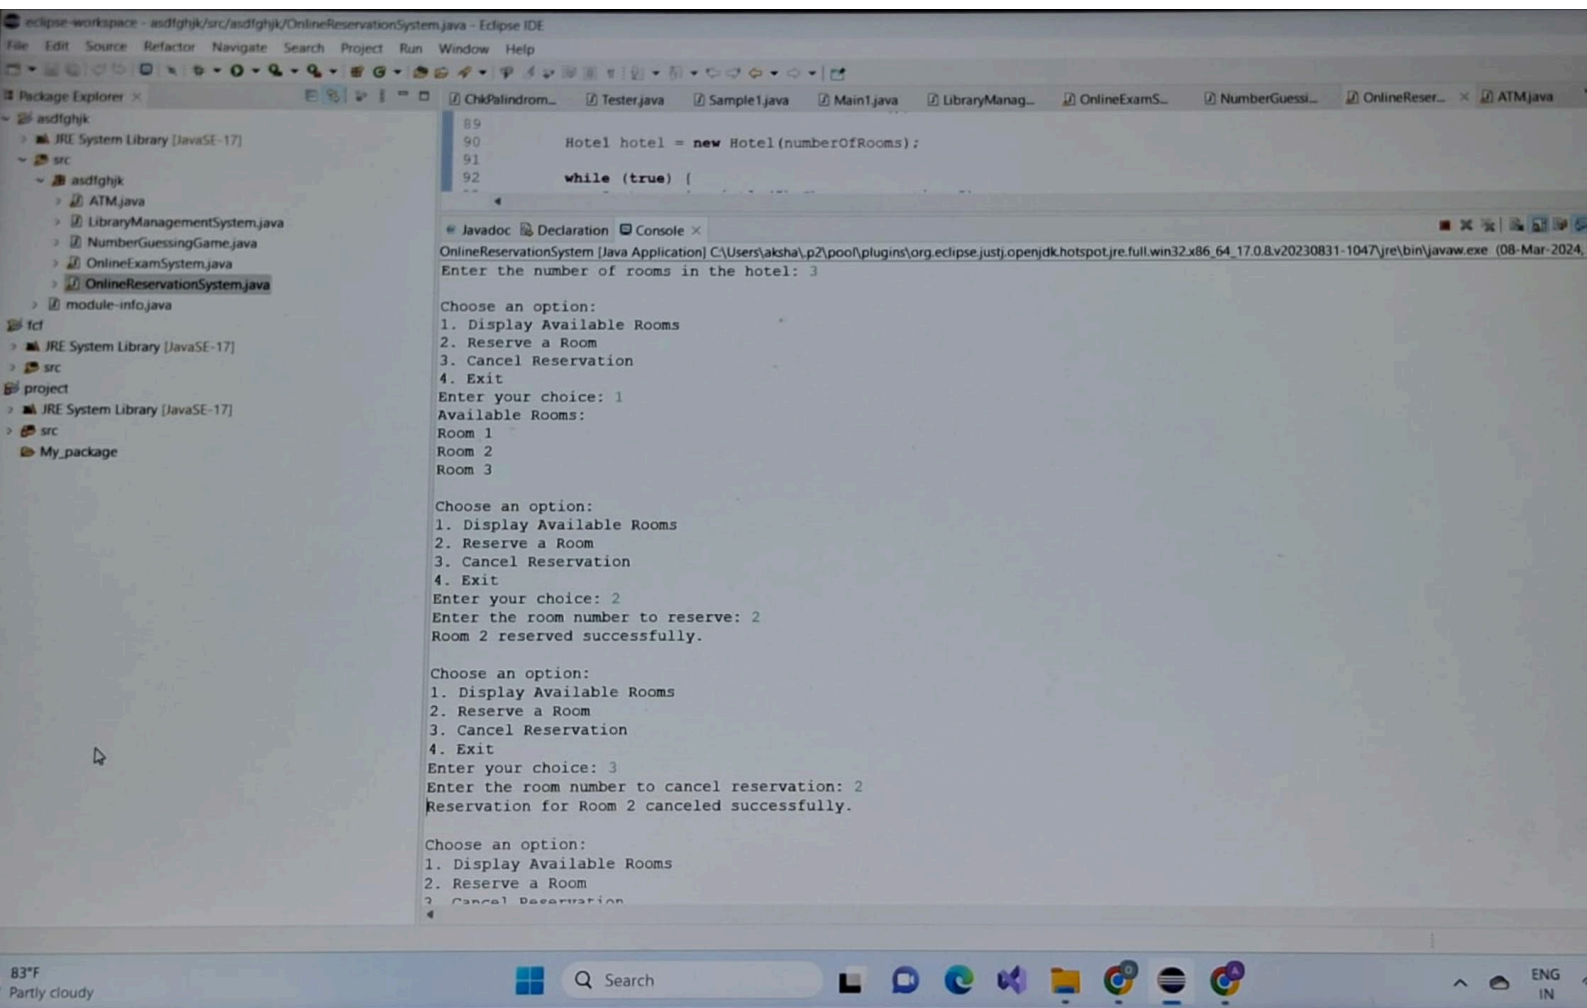 eclipse-workspace - asdfghjk/src/asdfghjk/OnlineReservationSystem.java - Eclipse IDE
File Edit Source Refactor Navigate Search Project Run Window Help
Package Explorer
asdfghjk
JRE System Library [JavaSE-17]
src
asdfghjk
ATM.java
LibraryManagementSystem.java
NumberGuessingGame.java
OnlineExamSystem.java
OnlineReservationSystem.java
module-info.java
fcf
JRE System Library [JavaSE-17]
src
project
JRE System Library [JavaSE-17]
src
My_package
ChkPalindrom... Tester.java Sample1.java Main1.java LibraryManag... OnlineExamS... NumberGuessi... OnlineReser... ATM.java
89
90 Hotel hotel = new Hotel(numberOfRooms);
91
92 while (true) {
Javadoc Declaration Console
OnlineReservationSystem [Java Application] C:\Users\aksha\.p2\pool\plugins\org.eclipse.justj.openjdk.hotspot.jre.full.win32.x86_64_17.0.8.v20230831-1047\jre\bin\javaw.exe (08-Mar-2024,
Enter the number of rooms in the hotel: 3
Choose an option:
1. Display Available Rooms
2. Reserve a Room
3. Cancel Reservation
4. Exit
Enter your choice: 1
Available Rooms:
Room 1
Room 2
Room 3
Choose an option:
1. Display Available Rooms
2. Reserve a Room
3. Cancel Reservation
4. Exit
Enter your choice: 2
Enter the room number to reserve: 2
Room 2 reserved successfully.
Choose an option:
1. Display Available Rooms
2. Reserve a Room
3. Cancel Reservation
4. Exit
Enter your choice: 3
Enter the room number to cancel reservation: 2
Reservation for Room 2 canceled successfully.
Choose an option:
1. Display Available Rooms
2. Reserve a Room
3. Cancel Reservation
83°F
Partly cloudy
Search
ENG
IN